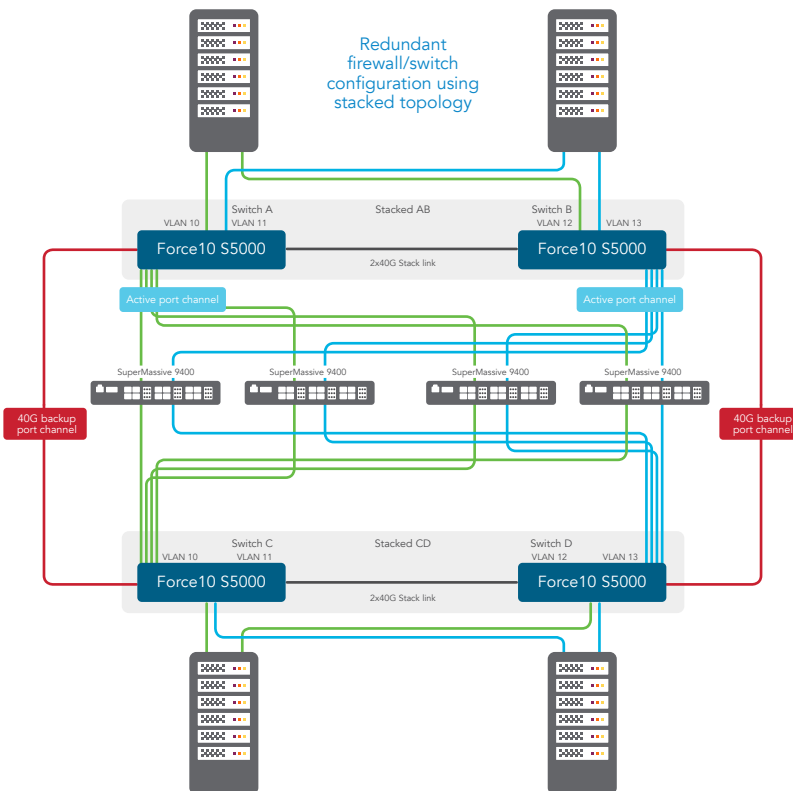 Redundant
firewall/switch
configuration using
stacked topology
Switch A
Stacked AB
Switch B
VLAN 10
VLAN 11
VLAN 12
VLAN 13
Force10 S5000
Force10 S5000
2x40G Stack link
Active port channel
Active port channel
SuperMassive 9400
SuperMassive 9400
SuperMassive 9400
SuperMassive 9400
40G backup
port channel
40G backup
port channel
Switch C
Stacked CD
Switch D
VLAN 10
VLAN 11
VLAN 12
VLAN 13
Force10 S5000
Force10 S5000
2x40G Stack link